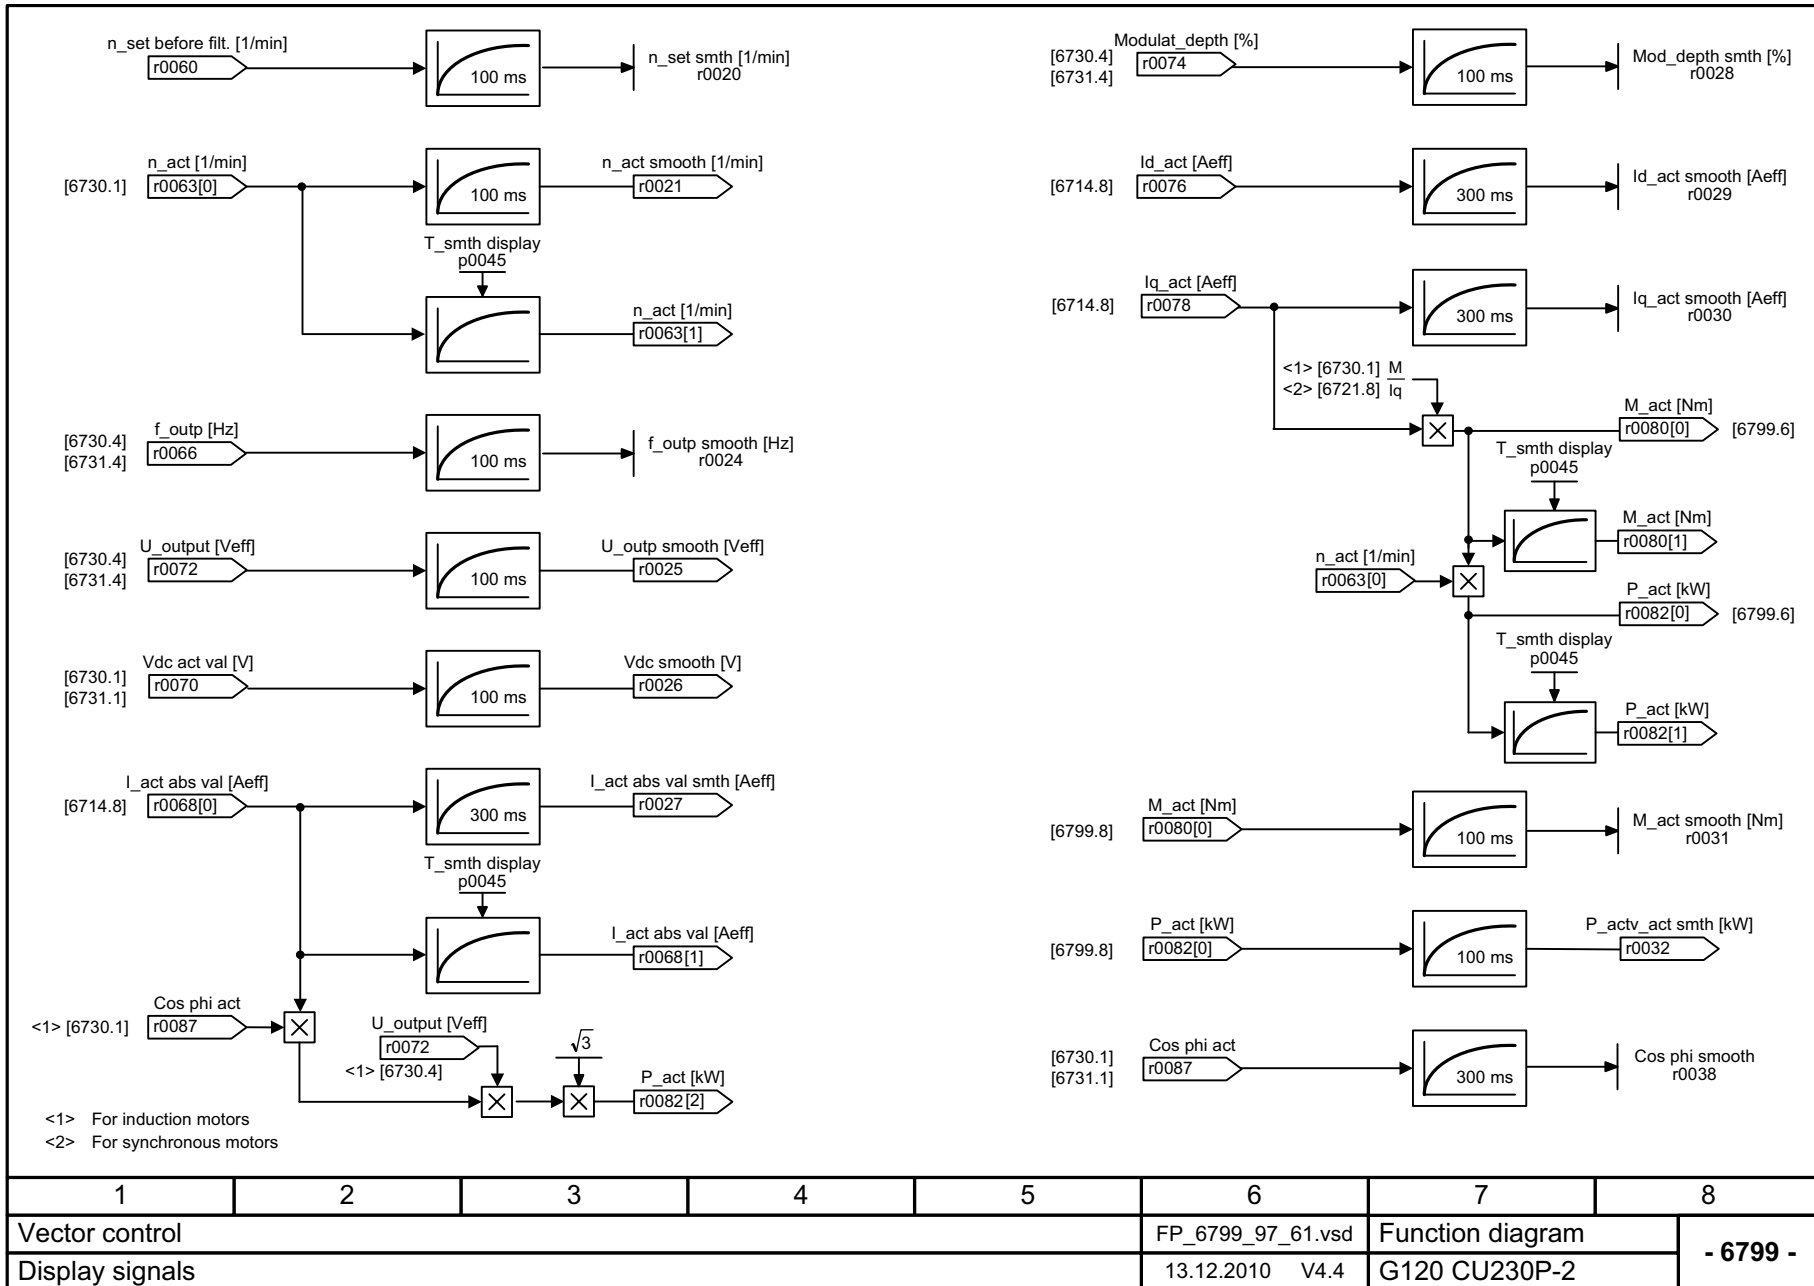 n_set before filt. [1/min]
r0060
100 ms
n_set smth [1/min]
r0020
n_act [1/min]
[6730.1]
r0063[0]
100 ms
n_act smooth [1/min]
r0021
T_smth display
p0045
n_act [1/min]
r0063[1]
f_outp [Hz]
[6730.4]
[6731.4]
r0066
100 ms
f_outp smooth [Hz]
r0024
U_output [Veff]
[6730.4]
[6731.4]
r0072
100 ms
U_outp smooth [Veff]
r0025
Vdc act val [V]
[6730.1]
[6731.1]
r0070
100 ms
Vdc smooth [V]
r0026
I_act abs val [Aeff]
[6714.8]
r0068[0]
300 ms
I_act abs val smth [Aeff]
r0027
T_smth display
p0045
I_act abs val [Aeff]
r0068[1]
Cos phi act
<1> [6730.1]
r0087
U_output [Veff]
r0072
<1> [6730.4]
√3
P_act [kW]
r0082[2]
<1> For induction motors
<2> For synchronous motors
Modulat_depth [%]
[6730.4]
[6731.4]
r0074
100 ms
Mod_depth smth [%]
r0028
Id_act [Aeff]
[6714.8]
r0076
300 ms
Id_act smooth [Aeff]
r0029
Iq_act [Aeff]
[6714.8]
r0078
300 ms
Iq_act smooth [Aeff]
r0030
<1> [6730.1] M
<2> [6721.8] Iq
M_act [Nm]
r0080[0]
[6799.6]
T_smth display
p0045
M_act [Nm]
r0080[1]
n_act [1/min]
r0063[0]
P_act [kW]
r0082[0]
[6799.6]
T_smth display
p0045
P_act [kW]
r0082[1]
M_act [Nm]
[6799.8]
r0080[0]
100 ms
M_act smooth [Nm]
r0031
P_act [kW]
[6799.8]
r0082[0]
100 ms
P_actv_act smth [kW]
r0032
Cos phi act
[6730.1]
[6731.1]
r0087
300 ms
Cos phi smooth
r0038
1 2 3 4 5 6 7 8
Vector control
FP_6799_97_61.vsd
Function diagram
- 6799 -
Display signals
13.12.2010 V4.4
G120 CU230P-2